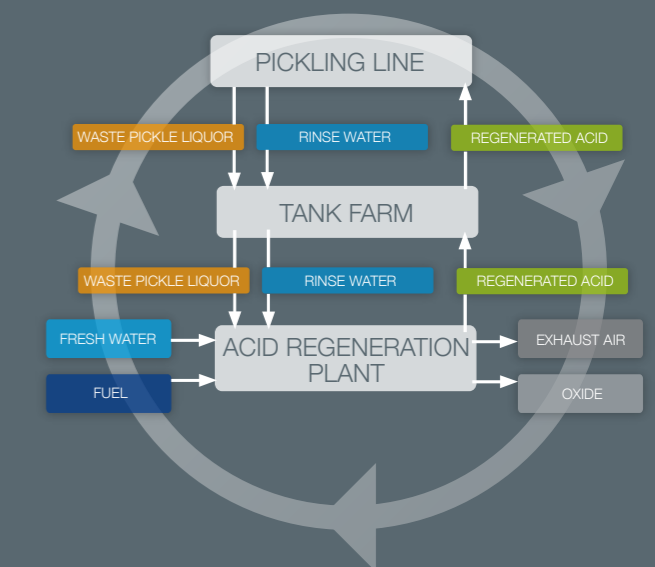 PICKLING LINE
WASTE PICKLE LIQUOR
RINSE WATER
REGENERATED ACID
TANK FARM
WASTE PICKLE LIQUOR
RINSE WATER
REGENERATED ACID
FRESH WATER
ACID REGENERATION
PLANT
EXHAUST AIR
FUEL
OXIDE